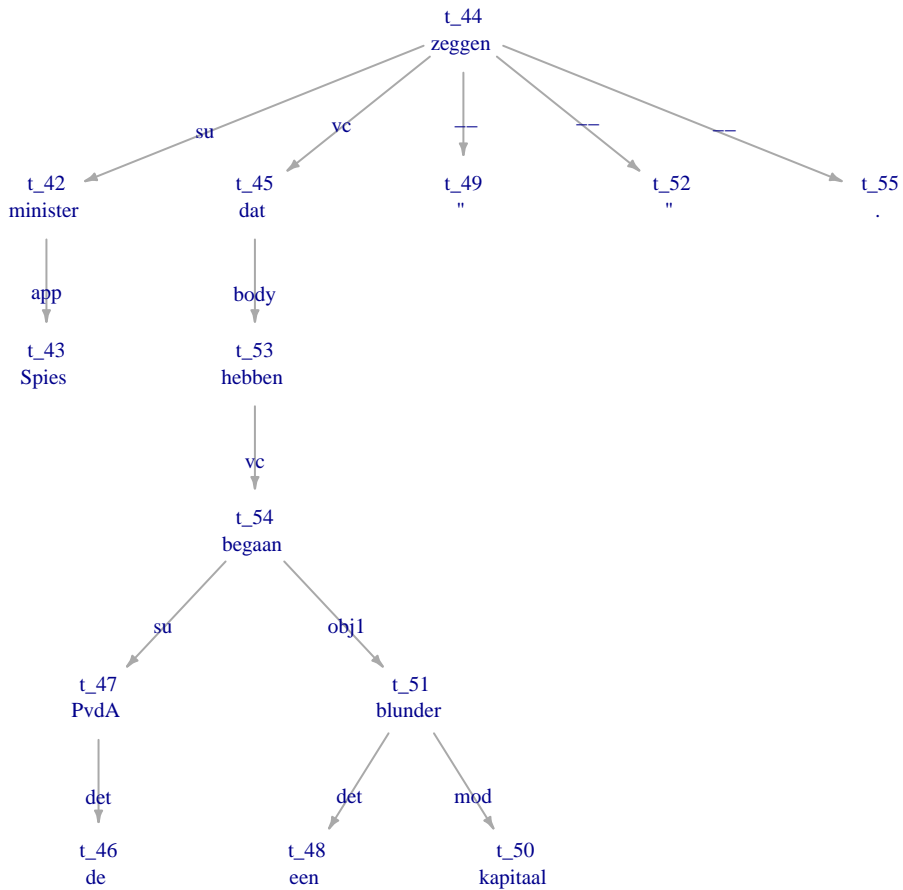 t_44
zeggen
su
vc
—
—
—
t_42
minister
t_45
dat
t_49
"
t_52
"
t_55
.
app
body
t_43
Spies
t_53
hebben
vc
t_54
begaan
su
obj1
t_47
PvdA
t_51
blunder
det
det
mod
t_46
de
t_48
een
t_50
kapitaal